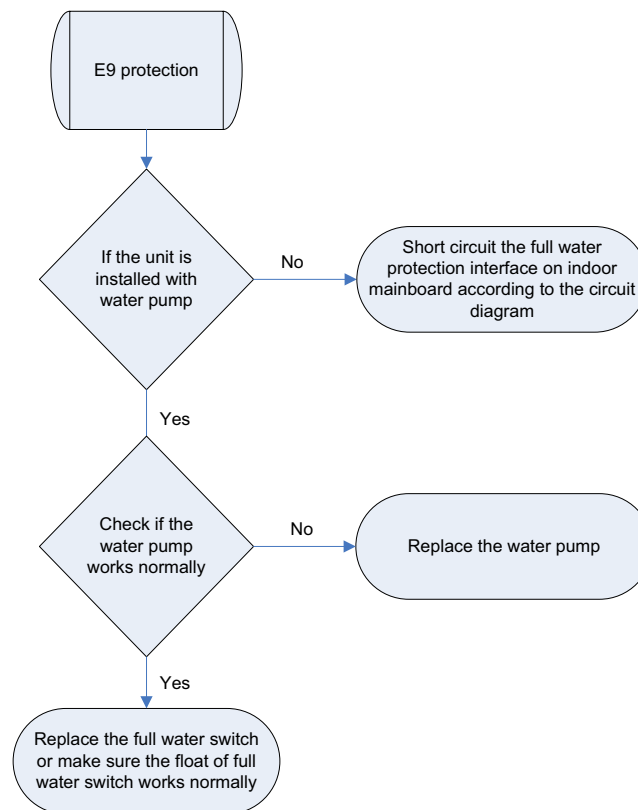 E9 protection
If the unit is
installed with
water pump
No
Short circuit the full water
protection interface on indoor
mainboard according to the circuit
diagram
Yes
Check if the
water pump
works normally
No
Replace the water pump
Yes
Replace the full water switch
or make sure the float of full
water switch works normally